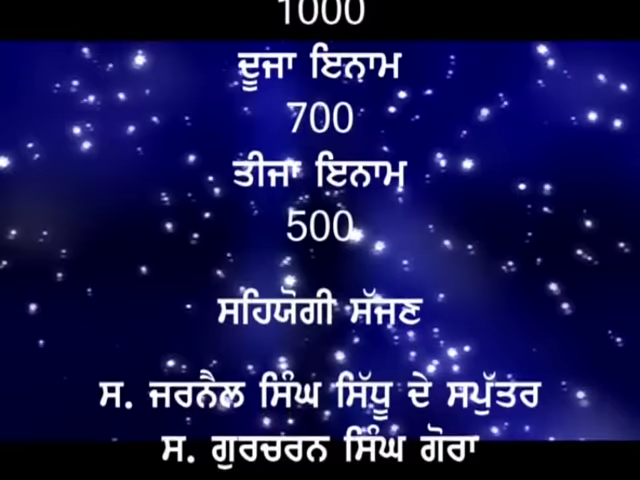 1000
ਦੂਜਾ ਇਨਾਮ
700
ਤੀਜਾ ਇਨਾਮ
500
ਸਹਿਯੋਗੀ ਸੱਜਣ
ਸ. ਜਰਨੈਲ ਸਿੰਘ ਸਿੱਧੂ ਦੇ ਸਪੁੱਤਰ
ਸ. ਗੁਰਚਰਨ ਸਿੰਘ ਗੋਰਾ